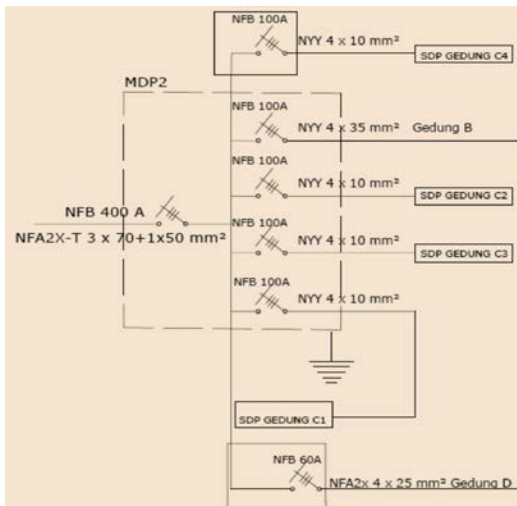 NFB 100A
NYY 4 x 10 mm²
SDP GEDUNG C4
MDP2
NFB 100A
NYY 4 x 35 mm² Gedung B
NFB 100A
NYY 4 x 10 mm²
SDP GEDUNG C2
NFB 400 A
NFA2X-T 3 x 70+1x50 mm²
NFB 100A
NYY 4 x 10 mm²
SDP GEDUNG C3
NFB 100A
NYY 4 x 10 mm²
SDP GEDUNG C1
NFB 60A
NFA2x 4 x 25 mm² Gedung D